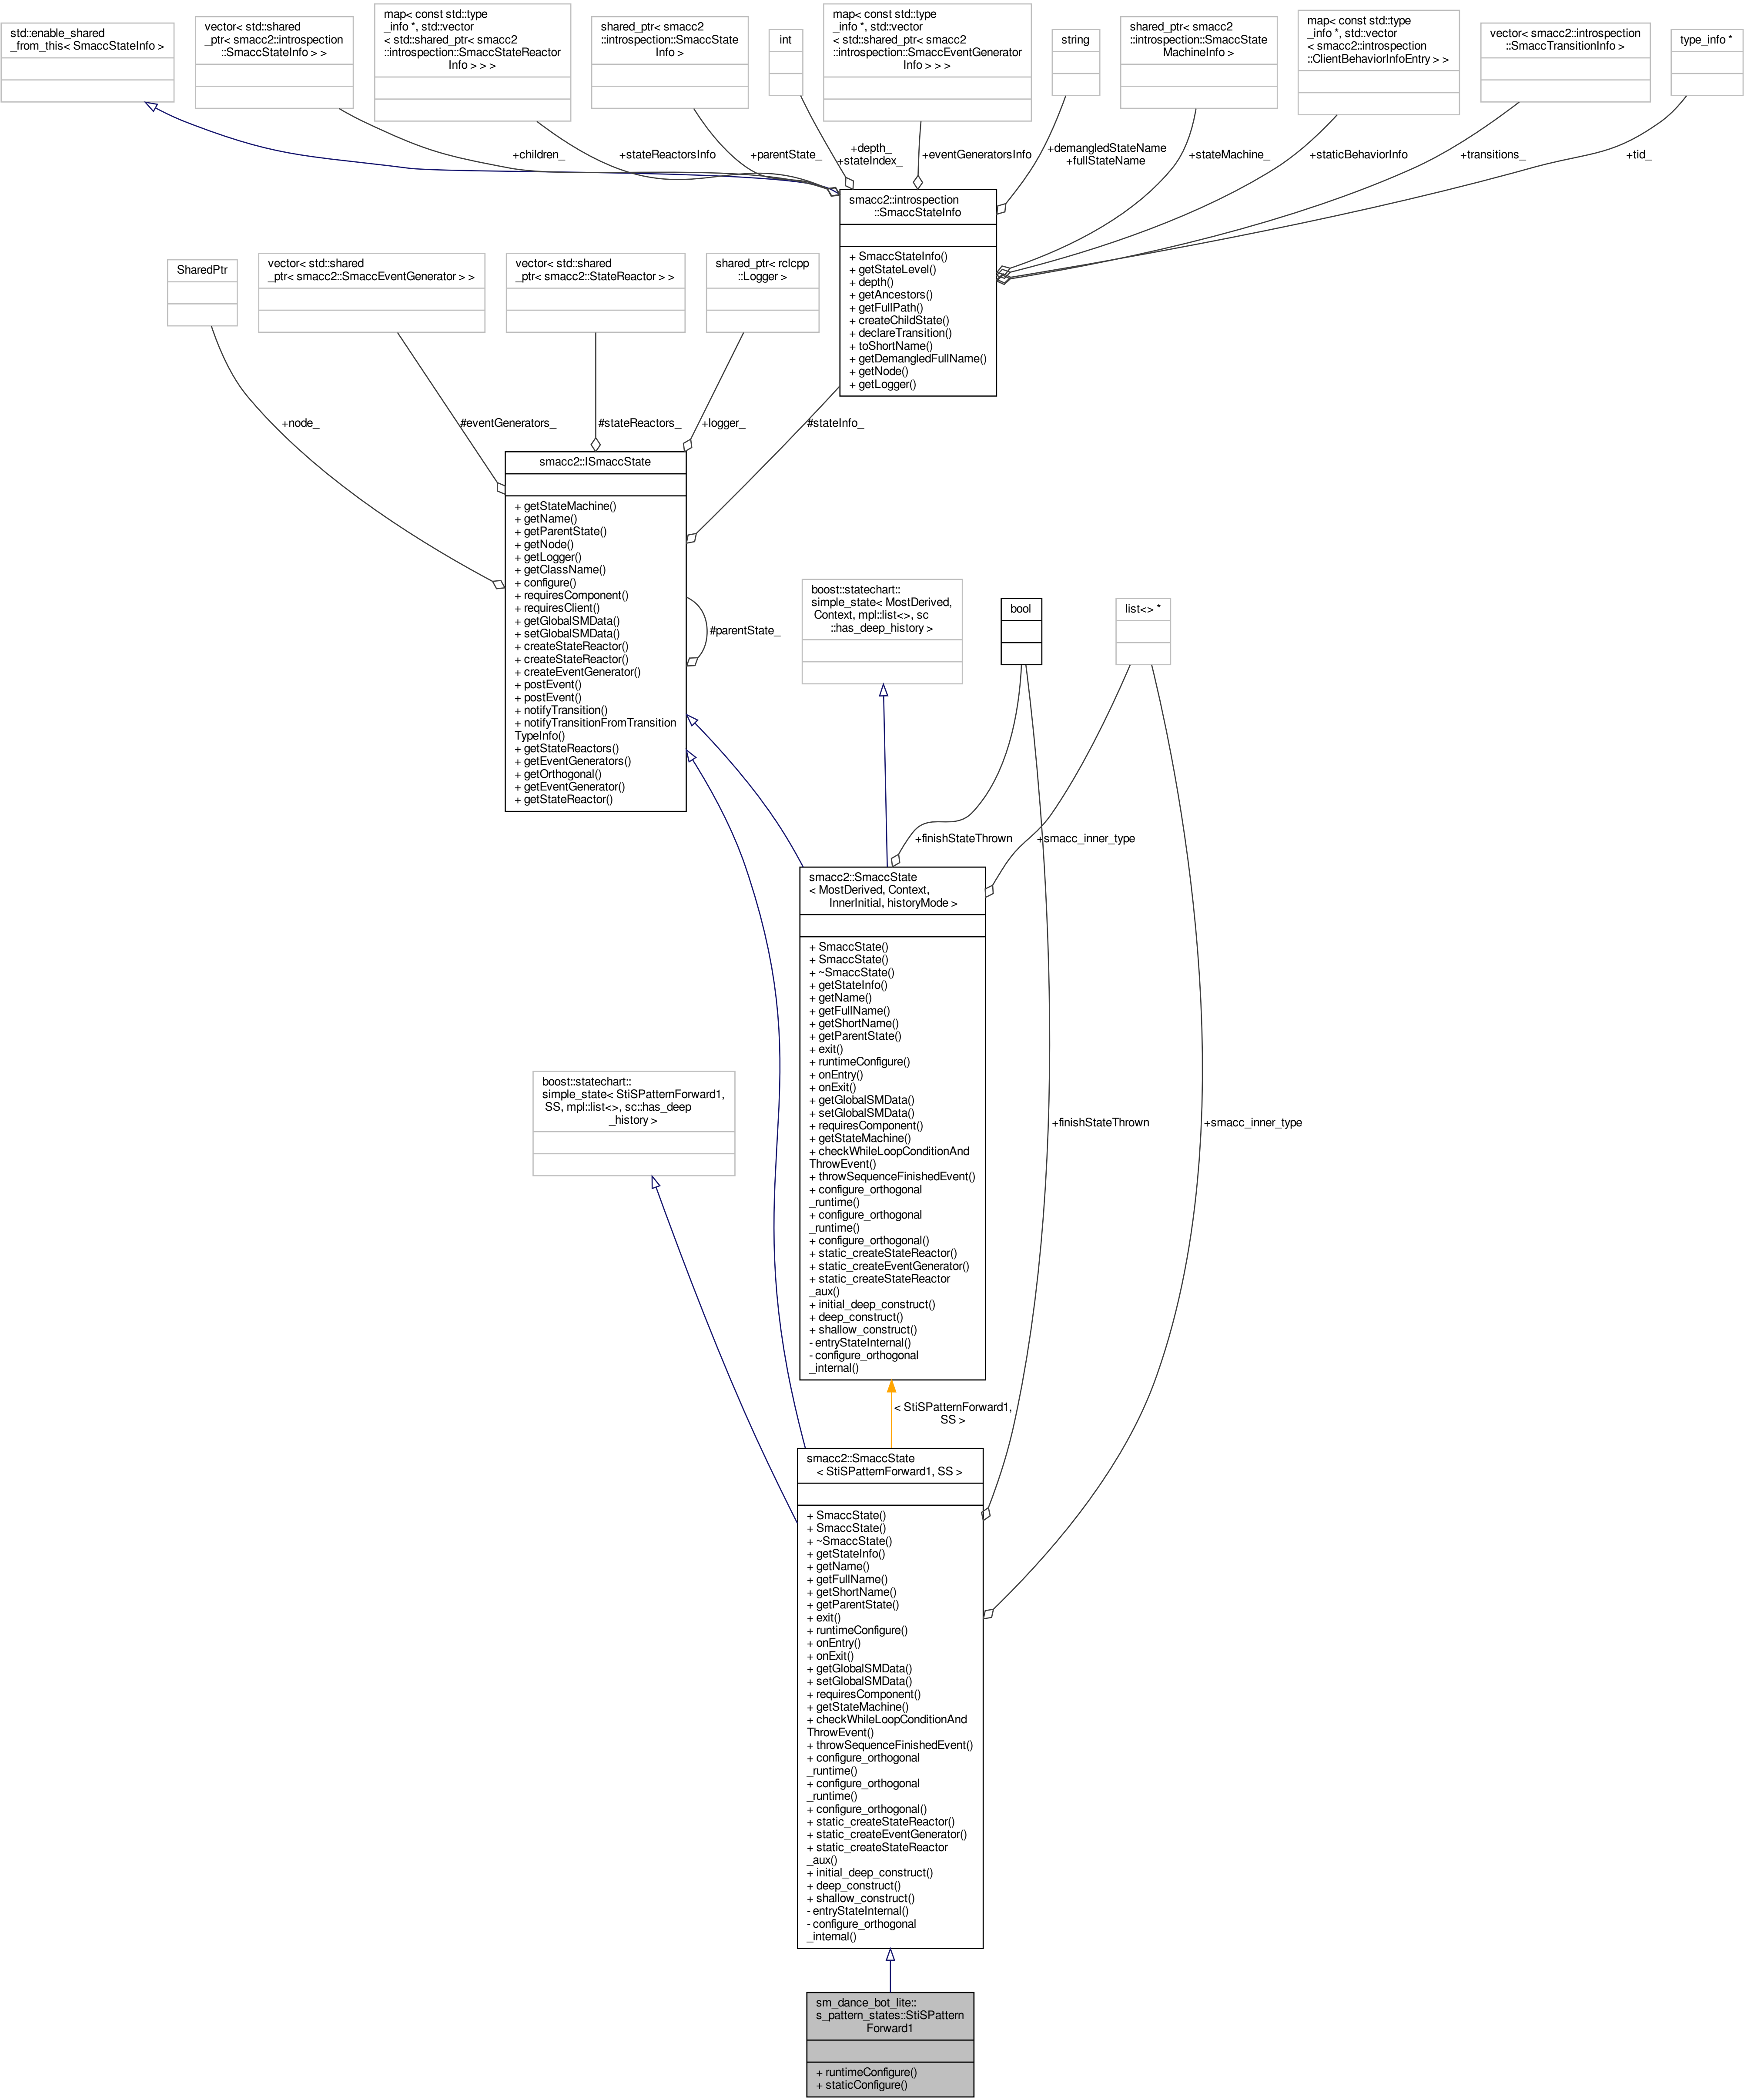 std::enable_shared
_from_this< SmaccStateInfo >
vector< std::shared
_ptr< smacc2::introspection
::SmaccStateInfo > >
map< const std::type
_info *, std::vector
< std::shared_ptr< smacc2
::introspection::SmaccStateReactor
Info > > >
shared_ptr< smacc2
::introspection::SmaccState
Info >
int
map< const std::type
_info *, std::vector
< std::shared_ptr< smacc2
::introspection::SmaccEventGenerator
Info > > >
string
shared_ptr< smacc2
::introspection::SmaccState
MachineInfo >
map< const std::type
_info *, std::vector
< smacc2::introspection
::ClientBehaviorInfoEntry > >
vector< smacc2::introspection
::SmaccTransitionInfo >
type_info *
+children_
+stateReactorsInfo
+parentState_
+depth_
+stateIndex_
+eventGeneratorsInfo
+demangledStateName
+fullStateName
+stateMachine_
+staticBehaviorInfo
+transitions_
+tid_
smacc2::introspection
::SmaccStateInfo
+ SmaccStateInfo()
+ getStateLevel()
+ depth()
+ getAncestors()
+ getFullPath()
+ createChildState()
+ declareTransition()
+ toShortName()
+ getDemangledFullName()
+ getNode()
+ getLogger()
SharedPtr
vector< std::shared
_ptr< smacc2::SmaccEventGenerator > >
vector< std::shared
_ptr< smacc2::StateReactor > >
shared_ptr< rclcpp
::Logger >
+node_
#eventGenerators_
#stateReactors_
+logger_
#stateInfo_
smacc2::ISmaccState
+ getStateMachine()
+ getName()
+ getParentState()
+ getNode()
+ getLogger()
+ getClassName()
+ configure()
+ requiresComponent()
+ requiresClient()
+ getGlobalSMData()
+ setGlobalSMData()
+ createStateReactor()
+ createStateReactor()
+ createEventGenerator()
+ postEvent()
+ postEvent()
+ notifyTransition()
+ notifyTransitionFromTransition
TypeInfo()
+ getStateReactors()
+ getEventGenerators()
+ getOrthogonal()
+ getEventGenerator()
+ getStateReactor()
#parentState_
boost::statechart::
simple_state< MostDerived,
Context, mpl::list<>, sc
::has_deep_history >
bool
list<> *
+finishStateThrown
+smacc_inner_type
smacc2::SmaccState
< MostDerived, Context,
InnerInitial, historyMode >
+ SmaccState()
+ SmaccState()
+ ~SmaccState()
+ getStateInfo()
+ getName()
+ getFullName()
+ getShortName()
+ getParentState()
+ exit()
+ runtimeConfigure()
+ onEntry()
+ onExit()
+ getGlobalSMData()
+ setGlobalSMData()
+ requiresComponent()
+ getStateMachine()
+ checkWhileLoopConditionAnd
ThrowEvent()
+ throwSequenceFinishedEvent()
+ configure_orthogonal
_runtime()
+ configure_orthogonal
_runtime()
+ configure_orthogonal()
+ static_createStateReactor()
+ static_createEventGenerator()
+ static_createStateReactor
_aux()
+ initial_deep_construct()
+ deep_construct()
+ shallow_construct()
- entryStateInternal()
- configure_orthogonal
_internal()
boost::statechart::
simple_state< StiSPatternForward1,
SS, mpl::list<>, sc::has_deep
_history >
+finishStateThrown
+smacc_inner_type
< StiSPatternForward1,
SS >
smacc2::SmaccState
< StiSPatternForward1, SS >
+ SmaccState()
+ SmaccState()
+ ~SmaccState()
+ getStateInfo()
+ getName()
+ getFullName()
+ getShortName()
+ getParentState()
+ exit()
+ runtimeConfigure()
+ onEntry()
+ onExit()
+ getGlobalSMData()
+ setGlobalSMData()
+ requiresComponent()
+ getStateMachine()
+ checkWhileLoopConditionAnd
ThrowEvent()
+ throwSequenceFinishedEvent()
+ configure_orthogonal
_runtime()
+ configure_orthogonal
_runtime()
+ configure_orthogonal()
+ static_createStateReactor()
+ static_createEventGenerator()
+ static_createStateReactor
_aux()
+ initial_deep_construct()
+ deep_construct()
+ shallow_construct()
- entryStateInternal()
- configure_orthogonal
_internal()
sm_dance_bot_lite::
s_pattern_states::StiSPattern
Forward1
+ runtimeConfigure()
+ staticConfigure()